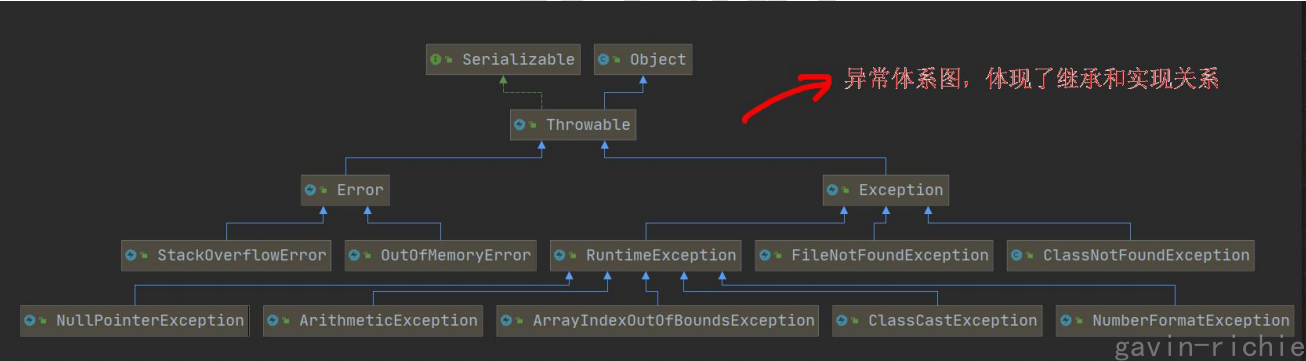 Serializable
Object
异常体系图，体现了继承和实现关系
Throwable
Error
Exception
StackOverflowError
OutOfMemoryError
RuntimeException
FileNotFoundException
ClassNotFoundException
NullPointerException
ArithmeticException
ArrayIndexOutOfBoundsException
ClassCastException
NumberFormatException
gavin-richie